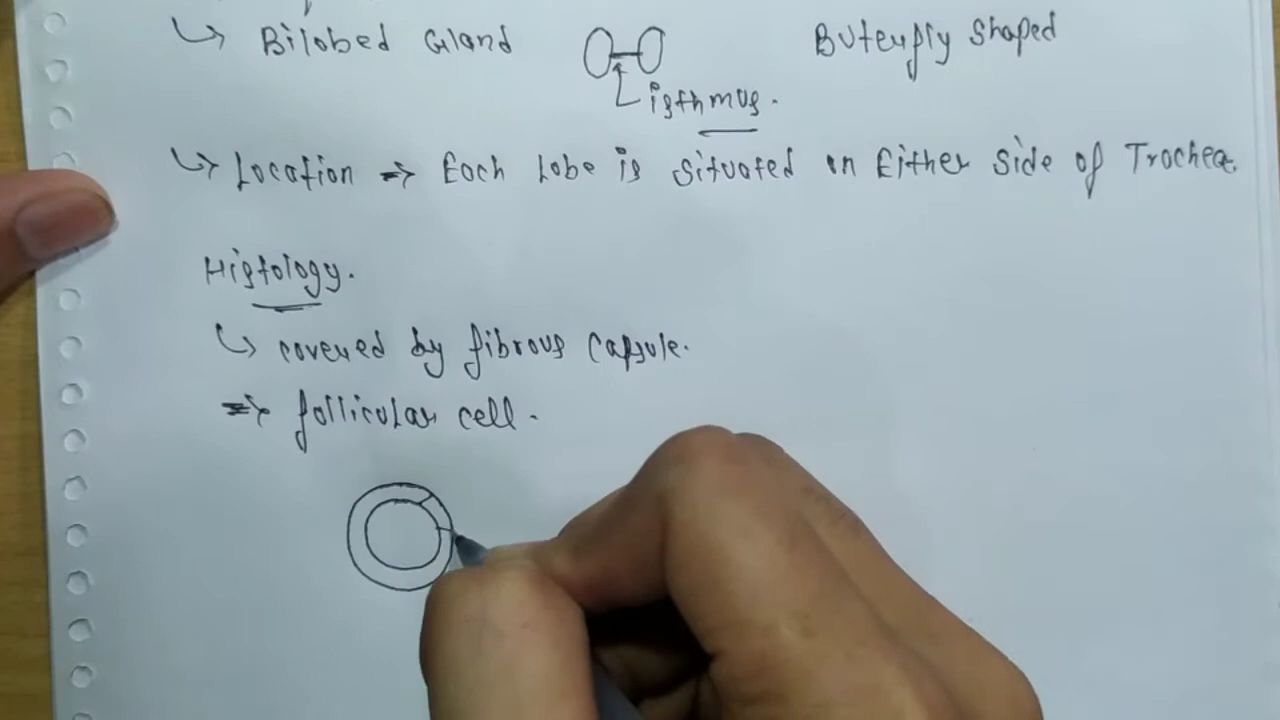 ↳ Bilobed Gland Buterfly Shaped
isthmus.
↳ Location ⇒ Each Lobe is Situated on Either Side of Trachea.
Histology.
↳ covered by fibrous Capsule.
⇒ follicular cell.